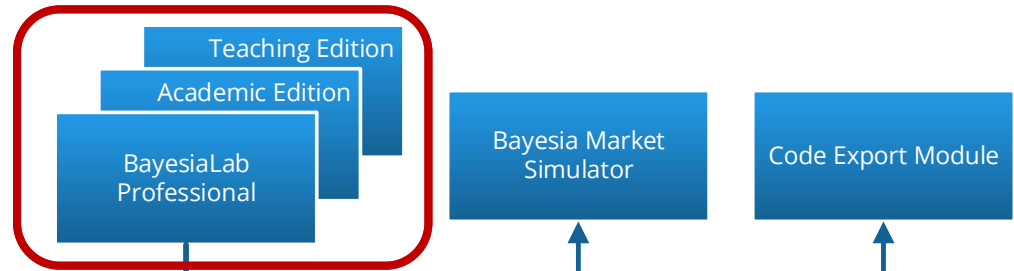 Teaching Edition
Academic Edition
BayesiaLab
Professional
Bayesia Market
Simulator
Code Export Module